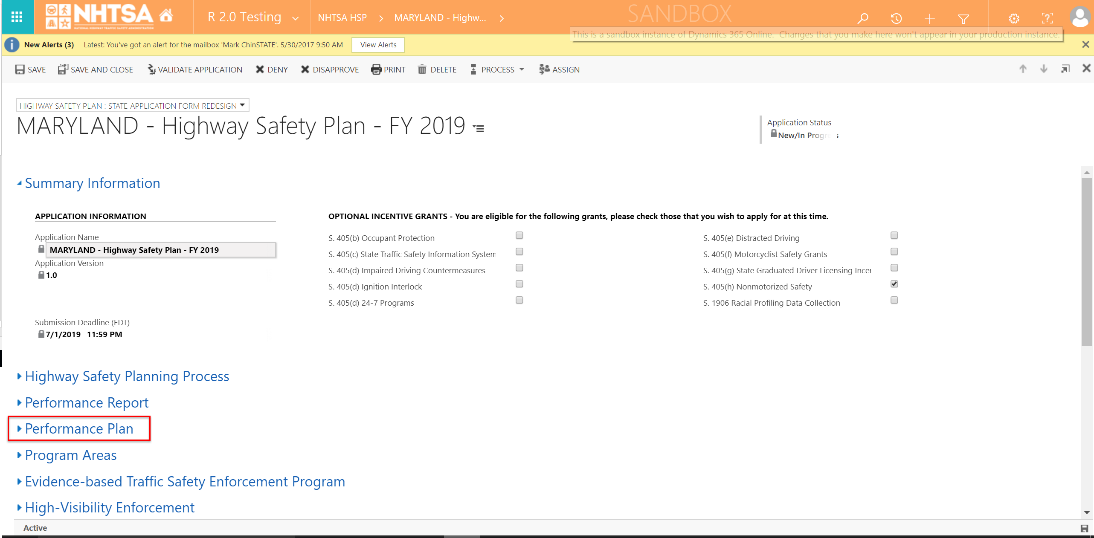 NHTSA
R 2.0 Testing
NHTSA HSP
MARYLAND - Highw...
SANDBOX
This is a sandbox instance of Dynamics 365 Online. Changes that you make here won't appear in your production instance.
New Alerts (3) Latest: You've got an alert for the mailbox 'Mark ChinSTATE'. 5/30/2017 9:50 AM View Alerts
SAVE SAVE AND CLOSE VALIDATE APPLICATION DENY DISAPPROVE PRINT DELETE PROCESS ASSIGN
HIGHWAY SAFETY PLAN : STATE APPLICATION FORM REDESIGN
MARYLAND - Highway Safety Plan - FY 2019
Application Status
New/In Progres
Summary Information
APPLICATION INFORMATION
Application Name
MARYLAND - Highway Safety Plan - FY 2019
Application Version
1.0
Submission Deadline (EDT)
7/1/2019 11:59 PM
OPTIONAL INCENTIVE GRANTS - You are eligible for the following grants, please check those that you wish to apply for at this time.
S. 405(b) Occupant Protection
S. 405(c) State Traffic Safety Information System
S. 405(d) Impaired Driving Countermeasures
S. 405(d) Ignition Interlock
S. 405(d) 24-7 Programs
S. 405(e) Distracted Driving
S. 405(f) Motorcyclist Safety Grants
S. 405(g) State Graduated Driver Licensing Incei
S. 405(h) Nonmotorized Safety
S. 1906 Racial Profiling Data Collection
Highway Safety Planning Process
Performance Report
Performance Plan
Program Areas
Evidence-based Traffic Safety Enforcement Program
High-Visibility Enforcement
Active